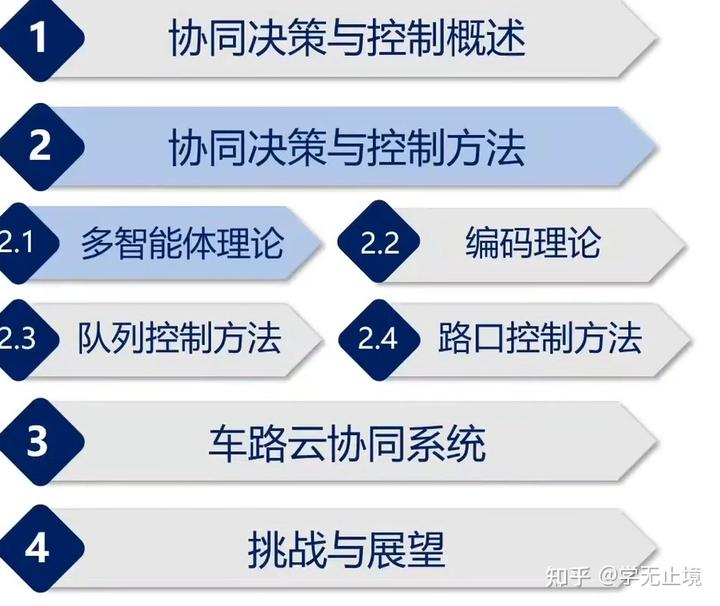 1 协同决策与控制概述
2 协同决策与控制方法
2.1 多智能体理论 2.2 编码理论
2.3 队列控制方法 2.4 路口控制方法
3 车路云协同系统
4 挑战与展望
知乎 @学无止境